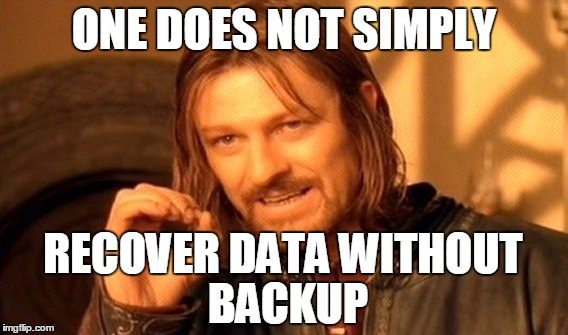 ONE DOES NOT SIMPLY
RECOVER DATA WITHOUT
BACKUP
imgflip.com